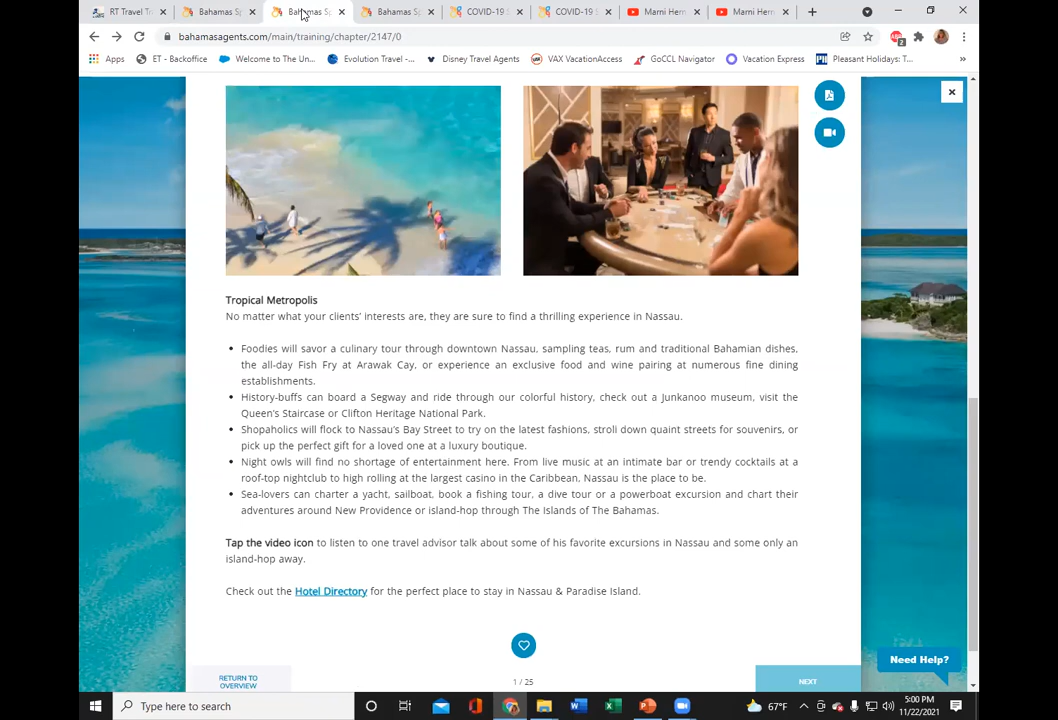 RT Travel Tr
Bahamas Sp
Bahamas Sp
Bahamas Sp
COVID-19 S
COVID-19 S
Marni Hern
Marni Hern
bahamasagents.com/main/training/chapter/2147/0
2
Apps
ET - Backoffice
Welcome to The Un...
Evolution Travel -...
Disney Travel Agents
VAX VacationAccess
GoCCL Navigator
Vacation Express
Pleasant Holidays: T...
Tropical Metropolis
No matter what your clients' interests are, they are sure to find a thrilling experience in Nassau.
• Foodies will savor a culinary tour through downtown Nassau, sampling teas, rum and traditional Bahamian dishes,
the all-day Fish Fry at Arawak Cay, or experience an exclusive food and wine pairing at numerous fine dining
establishments.
• History-buffs can board a Segway and ride through our colorful history, check out a Junkanoo museum, visit the
Queen's Staircase or Clifton Heritage National Park.
• Shopaholics will flock to Nassau's Bay Street to try on the latest fashions, stroll down quaint streets for souvenirs, or
pick up the perfect gift for a loved one at a luxury boutique.
• Night owls will find no shortage of entertainment here. From live music at an intimate bar or trendy cocktails at a
roof-top nightclub to high rolling at the largest casino in the Caribbean, Nassau is the place to be.
• Sea-lovers can charter a yacht, sailboat, book a fishing tour, a dive tour or a powerboat excursion and chart their
adventures around New Providence or island-hop through The Islands of The Bahamas.
Tap the video icon to listen to one travel advisor talk about some of his favorite excursions in Nassau and some only an
island-hop away.
Check out the Hotel Directory for the perfect place to stay in Nassau & Paradise Island.
Need Help?
RETURN TO
OVERVIEW
1 / 25
NEXT
Type here to search
67°F
5:00 PM
11/22/2021